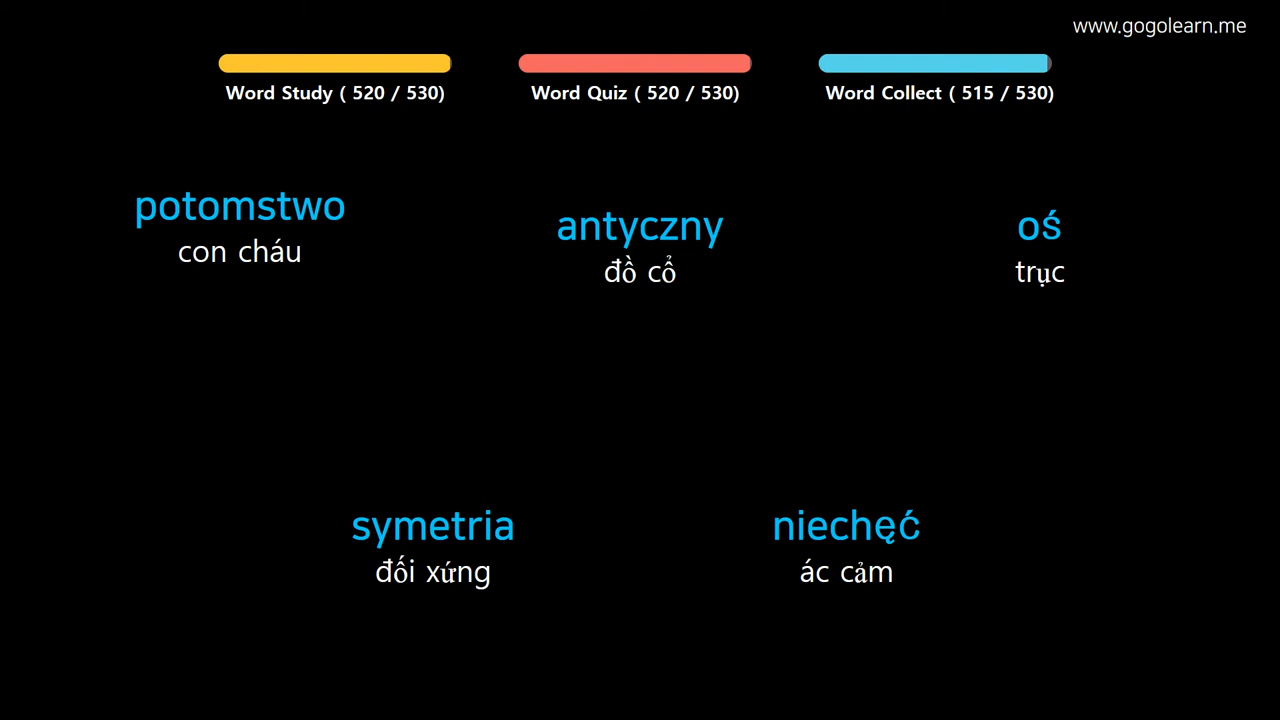 www.gogolearn.me
Word Study ( 520 / 530)
Word Quiz ( 520 / 530)
Word Collect ( 515 / 530)
potomstwo
con cháu
antyczny
đồ cổ
oś
trục
symetria
đối xứng
niechęć
ác cảm